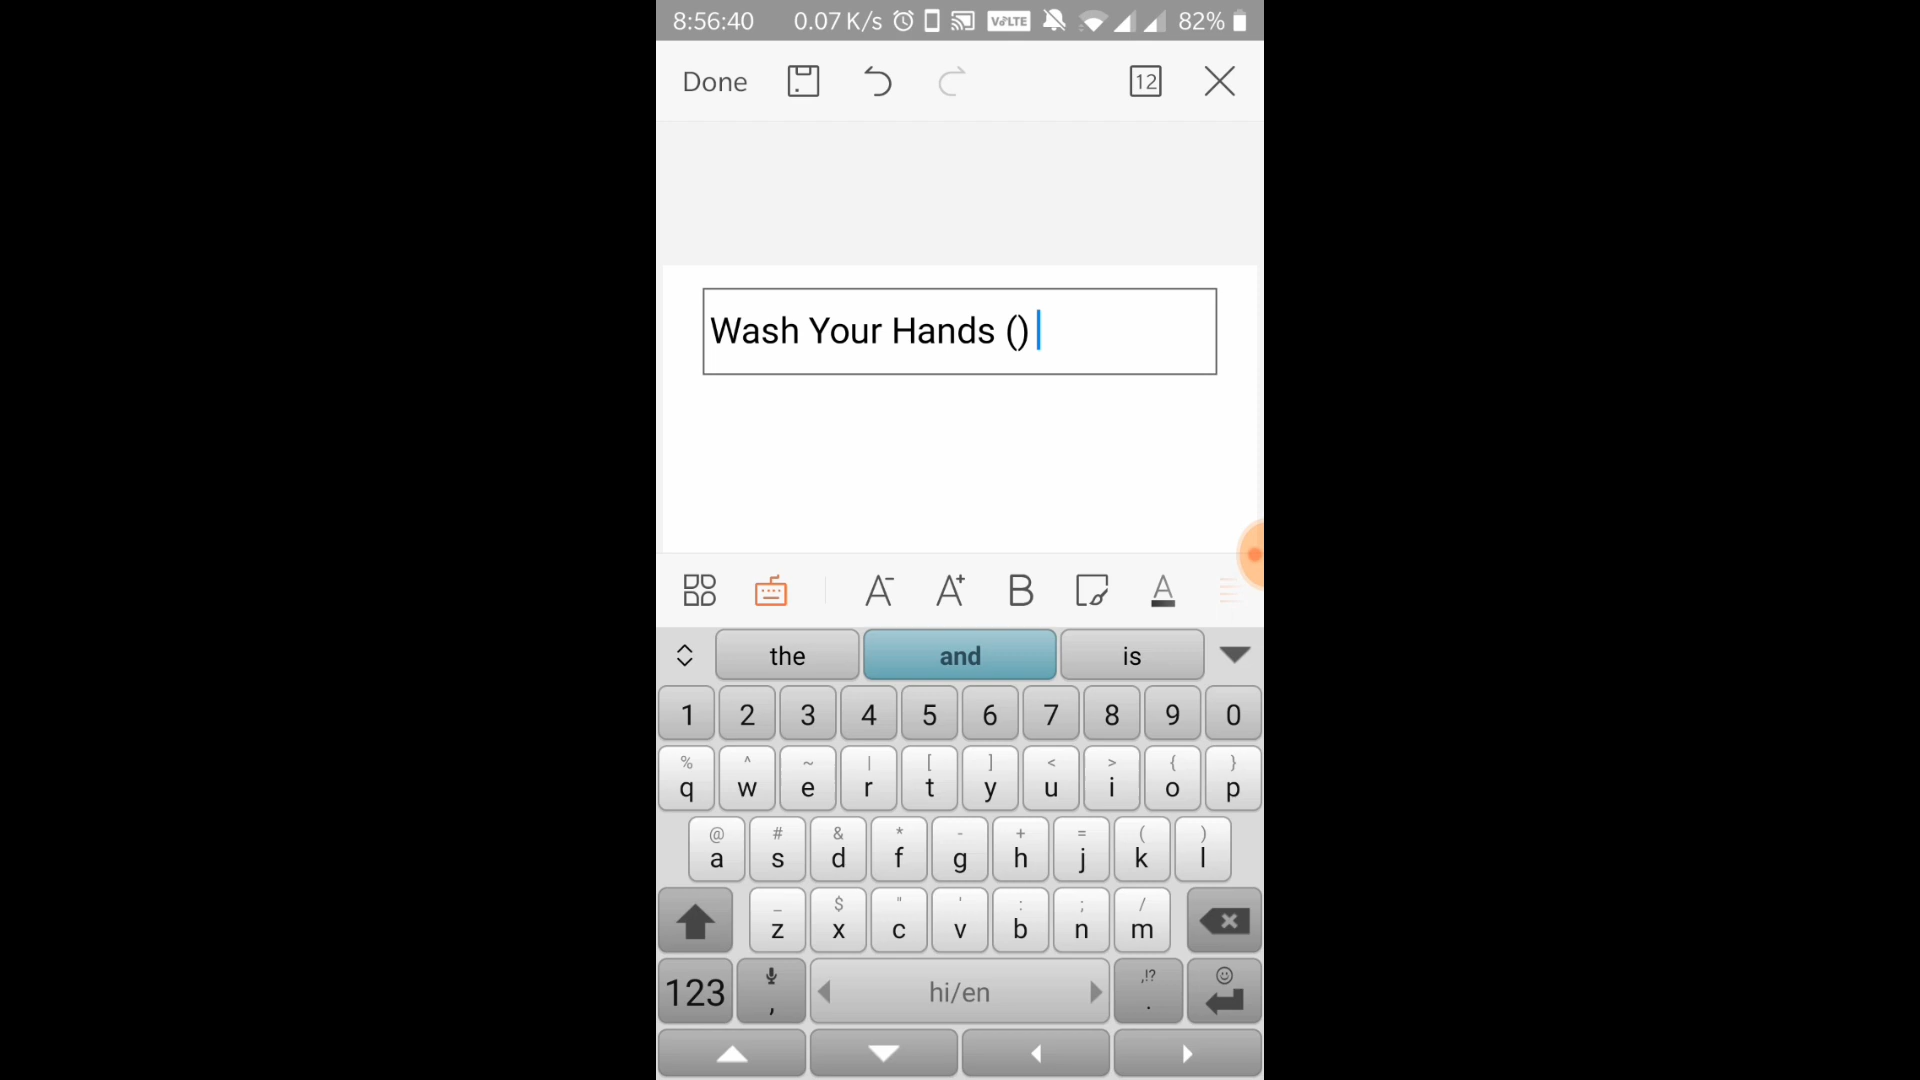 8:56:40 0.07 K/s VoLTE 82%
Done 12
Wash Your Hands ()
A- A+ B A
the and is
1 2 3 4 5 6 7 8 9 0
% ^ ~ | [ ] < > { }
q w e r t y u i o p
@ # & * - + = ( )
a s d f g h j k l
_ $ " ' : ; /
z x c v b n m
123 , hi/en ,!? .